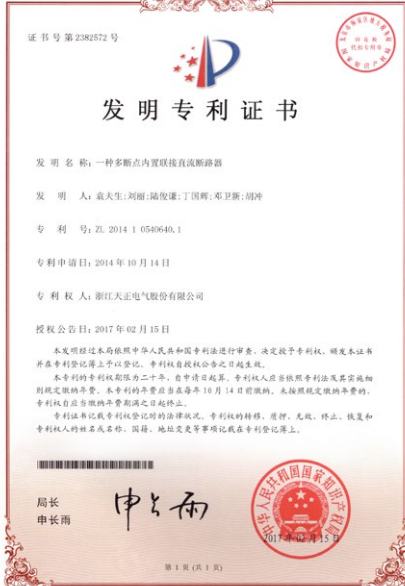 证书号第2382572号
发明专利证书
发 明 名 称：一种多断点内置联接直流断路器
发 明 人：袁夫生;刘丽;陆俊谦;丁国辉;邓卫新;胡冲
专 利 号：ZL 2014 1 0540640.1
专利申请日：2014年10月14日
专 利 权 人：浙江天正电气股份有限公司
授权公告日：2017年02月15日
本发明经过本局依照中华人民共和国专利法进行审查，决定授予专利权，颁发本证书
并在专利登记簿上予以登记。专利权自授权公告之日起生效。
本专利的专利权期限为二十年，自申请日起算。专利权人应当依照专利法及其实施细
则规定缴纳年费。本专利的年费应当在每年10月14日前缴纳。未按照规定缴纳年费的，
专利权自应当缴纳年费期满之日起终止。
专利证书记载专利权登记时的法律状况。专利权的转移、质押、无效、终止、恢复和
专利权人的姓名或名称、国籍、地址变更等事项记载在专利登记簿上。
局长
申长雨
申长雨
中华人民共和国国家知识产权局
2017年02月15日
第 1 页 (共 1 页)